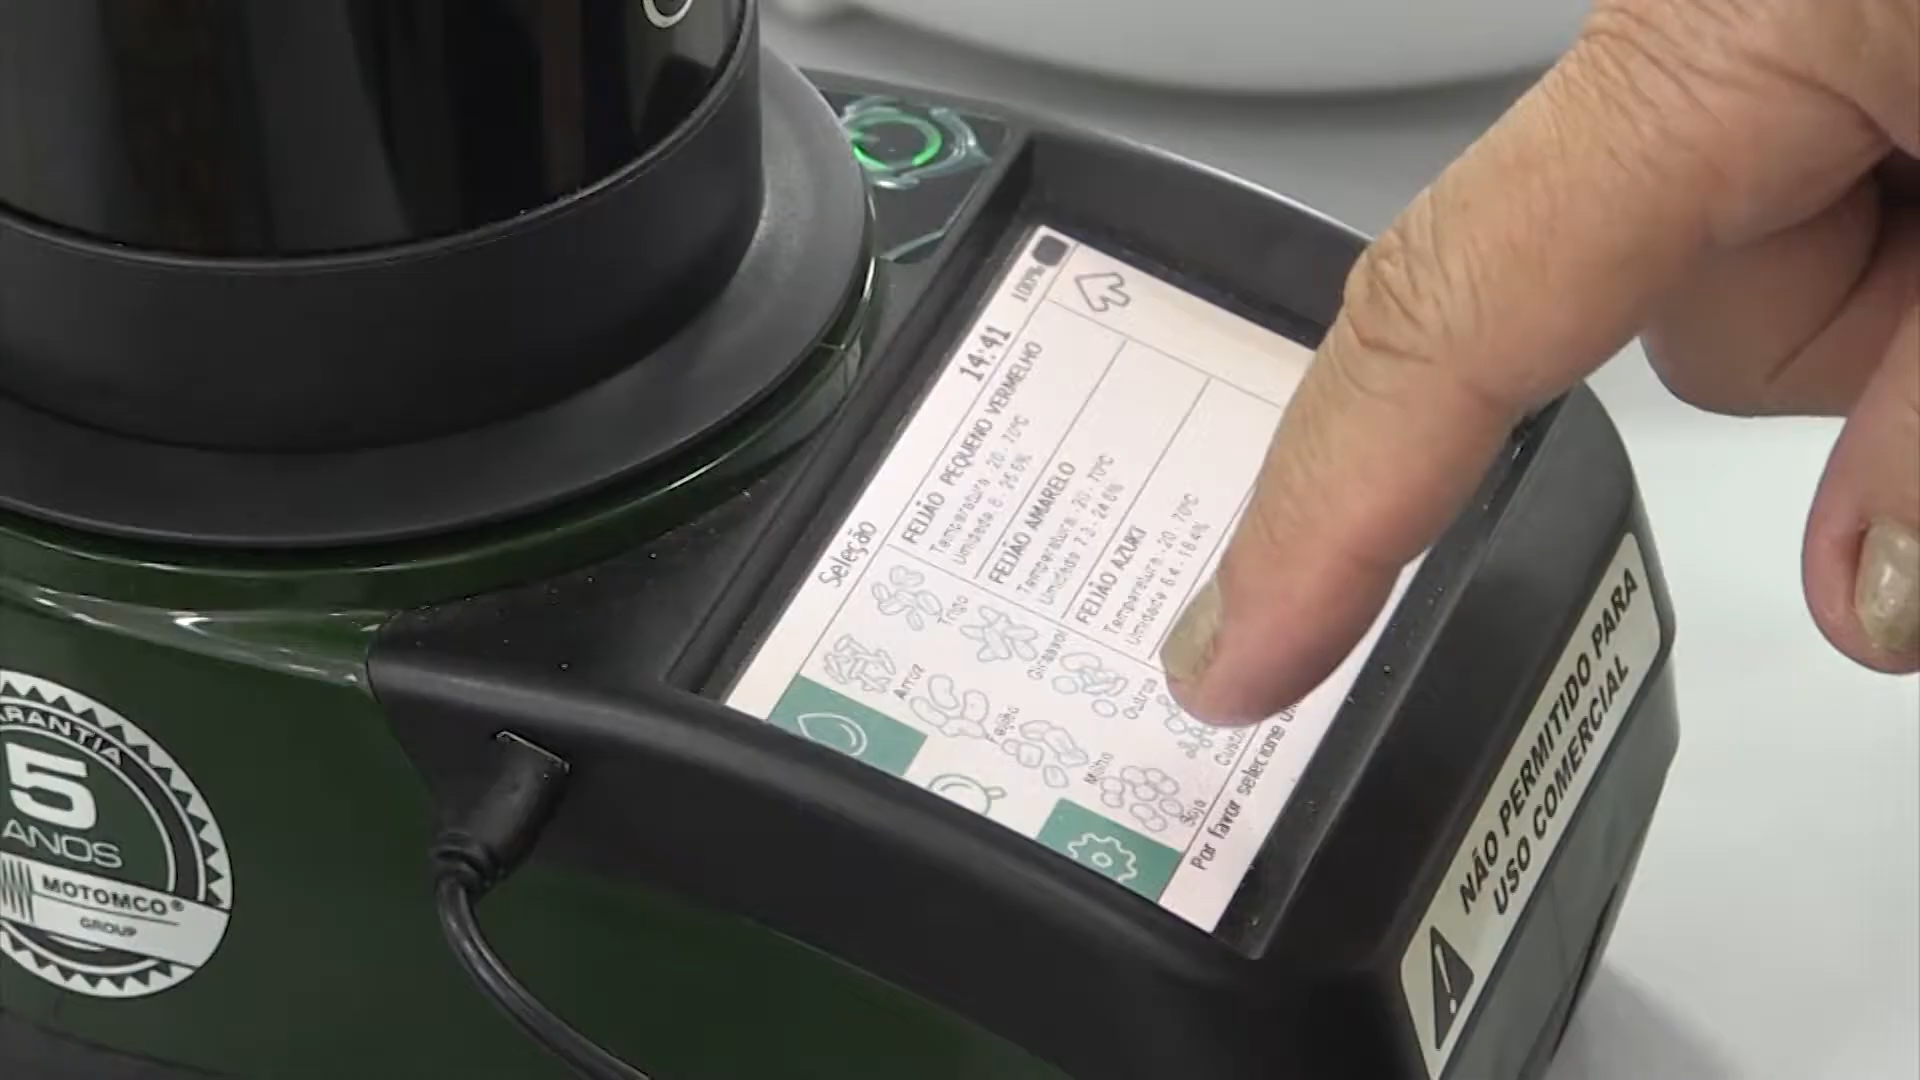 100%
14:41
Seleção
FEIJÃO PEQUENO VERMELHO
Temperatura -20 - 70°C
FEIJÃO AMARELO
Temperatura -20 - 70°C
FEIJÃO AZUKI
Temperatura -20 - 70°C
Trigo
Girassol
Outros
Arroz
Feijão
Milho
Soja
Por favor selecione
GARANTIA
5
ANOS
MOTOMCO®
GROUP
NÃO PERMITIDO PARA
USO COMERCIAL